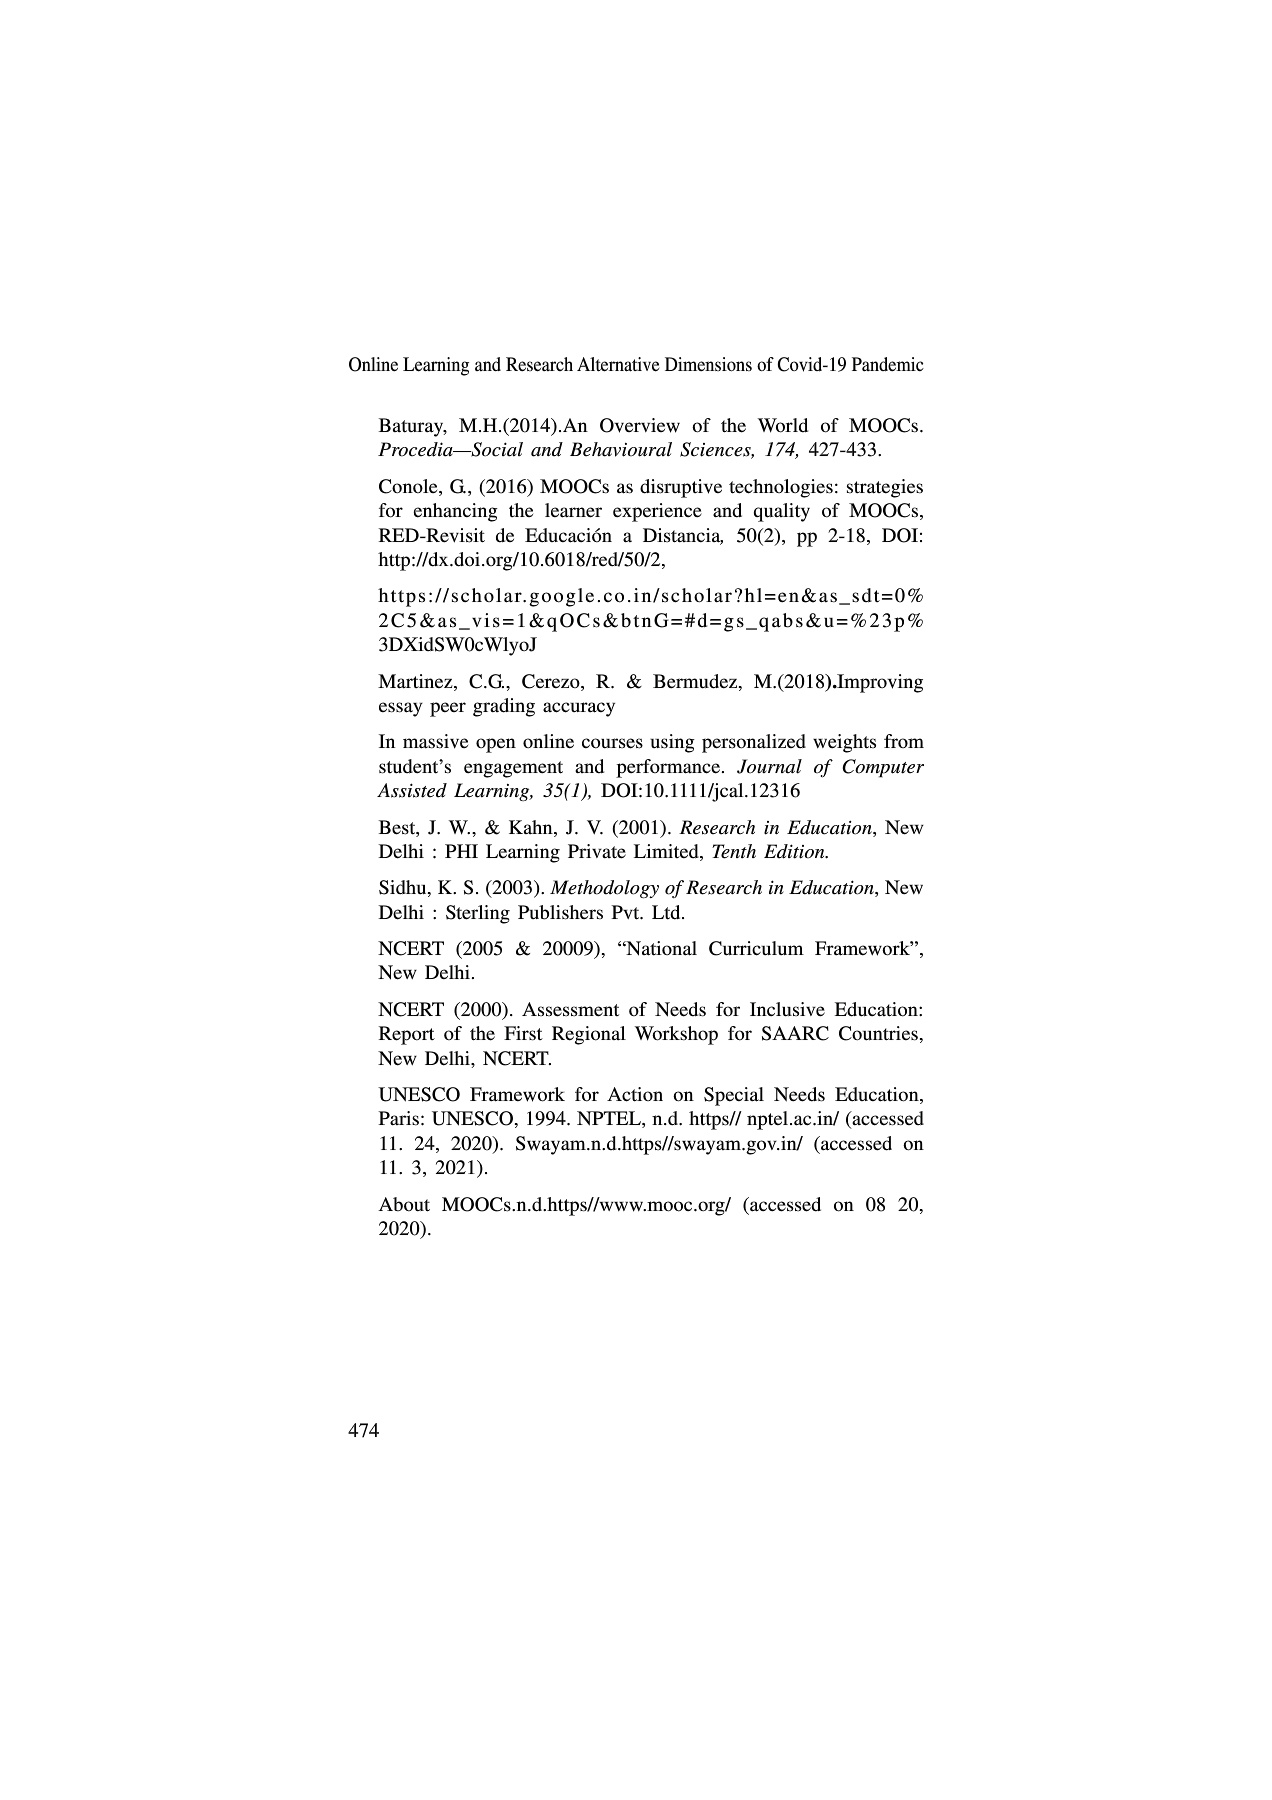 Online Learning and Research Alternative Dimensions of Covid-19 Pandemic
Baturay, M.H.(2014).An Overview of the World of MOOCs.
Procedia—Social and Behavioural Sciences, 174, 427-433.
Conole, G., (2016) MOOCs as disruptive technologies: strategies
for enhancing the learner experience and quality of MOOCs,
RED-Revisit de Educación a Distancia, 50(2), pp 2-18, DOI:
http://dx.doi.org/10.6018/red/50/2,
https://scholar.google.co.in/scholar?hl=en&as_sdt=0%
2C5&as_vis=1&qOCs&btnG=#d=gs_qabs&u=%23p%
3DXidSW0cWlyoJ
Martinez, C.G., Cerezo, R. & Bermudez, M.(2018).Improving
essay peer grading accuracy
In massive open online courses using personalized weights from
student’s engagement and performance. Journal of Computer
Assisted Learning, 35(1), DOI:10.1111/jcal.12316
Best, J. W., & Kahn, J. V. (2001). Research in Education, New
Delhi : PHI Learning Private Limited, Tenth Edition.
Sidhu, K. S. (2003). Methodology of Research in Education, New
Delhi : Sterling Publishers Pvt. Ltd.
NCERT (2005 & 20009), “National Curriculum Framework”,
New Delhi.
NCERT (2000). Assessment of Needs for Inclusive Education:
Report of the First Regional Workshop for SAARC Countries,
New Delhi, NCERT.
UNESCO Framework for Action on Special Needs Education,
Paris: UNESCO, 1994. NPTEL, n.d. https// nptel.ac.in/ (accessed
11. 24, 2020). Swayam.n.d.https//swayam.gov.in/ (accessed on
11. 3, 2021).
About MOOCs.n.d.https//www.mooc.org/ (accessed on 08 20,
2020).
474